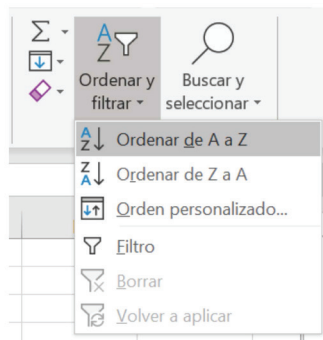 Ordenar y
filtrar
Buscar y
seleccionar
Ordenar de A a Z
Ordenar de Z a A
Orden personalizado...
Filtro
Borrar
Volver a aplicar